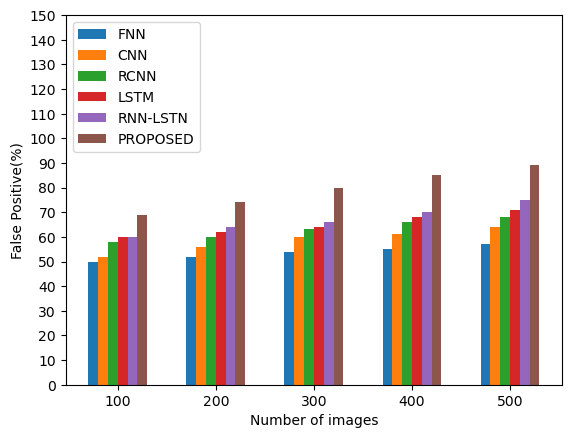 150
140
130
120
110
100
90
80
70
60
50
40
30
20
10
0
False Positive(%)
FNN
CNN
RCNN
LSTM
RNN-LSTN
PROPOSED
100 200 300 400 500
Number of images